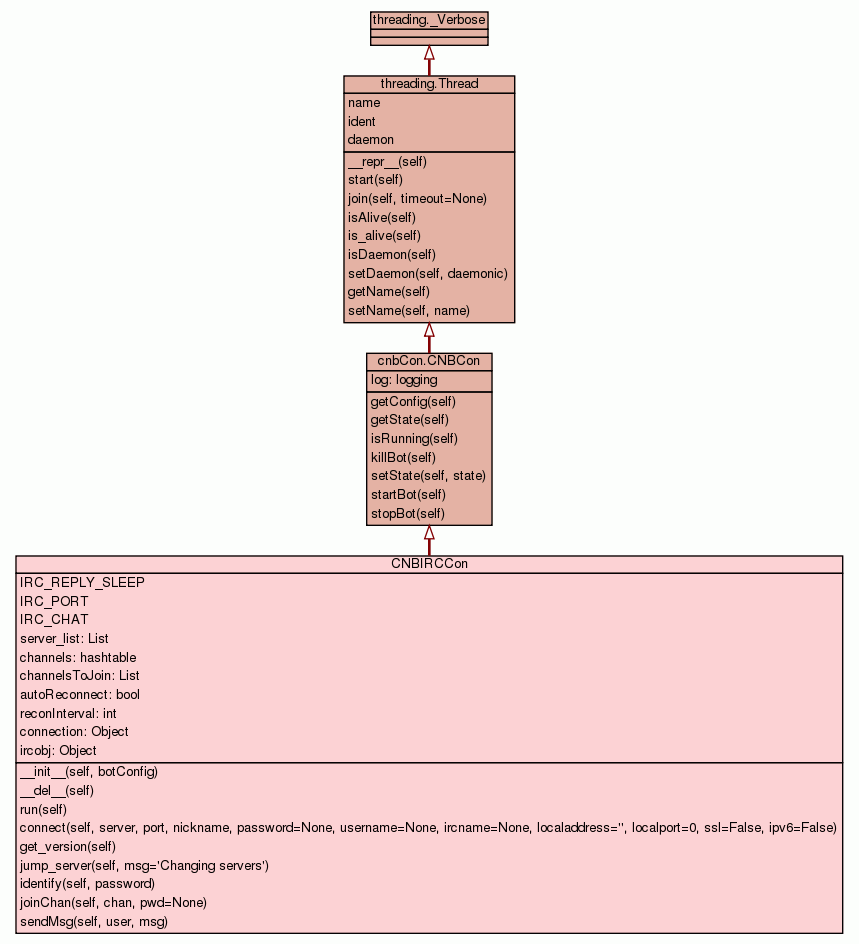 threading._Verbose
threading.Thread
name
ident
daemon
__repr__(self)
start(self)
join(self, timeout=None)
isAlive(self)
is_alive(self)
isDaemon(self)
setDaemon(self, daemonic)
getName(self)
setName(self, name)
cnbCon.CNBCon
log: logging
getConfig(self)
getState(self)
isRunning(self)
killBot(self)
setState(self, state)
startBot(self)
stopBot(self)
CNBIRCCon
IRC_REPLY_SLEEP
IRC_PORT
IRC_CHAT
server_list: List
channels: hashtable
channelsToJoin: List
autoReconnect: bool
reconInterval: int
connection: Object
ircobj: Object
__init__(self, botConfig)
__del__(self)
run(self)
connect(self, server, port, nickname, password=None, username=None, ircname=None, localaddress='', localport=0, ssl=False, ipv6=False)
get_version(self)
jump_server(self, msg='Changing servers')
identify(self, password)
joinChan(self, chan, pwd=None)
sendMsg(self, user, msg)